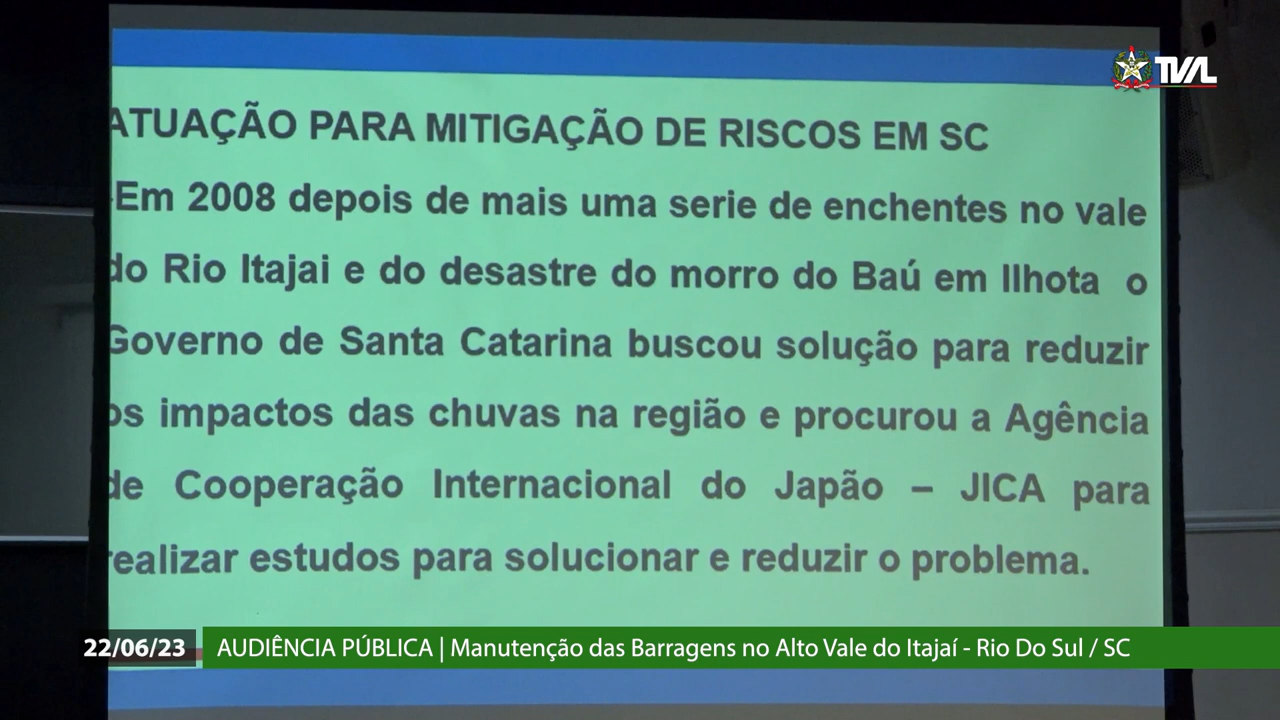 TVAL
ATUAÇÃO PARA MITIGAÇÃO DE RISCOS EM SC
Em 2008 depois de mais uma serie de enchentes no vale
do Rio Itajai e do desastre do morro do Baú em Ilhota o
Governo de Santa Catarina buscou solução para reduzir
os impactos das chuvas na região e procurou a Agência
de Cooperação Internacional do Japão – JICA para
realizar estudos para solucionar e reduzir o problema.
22/06/23 AUDIÊNCIA PÚBLICA | Manutenção das Barragens no Alto Vale do Itajaí - Rio Do Sul / SC